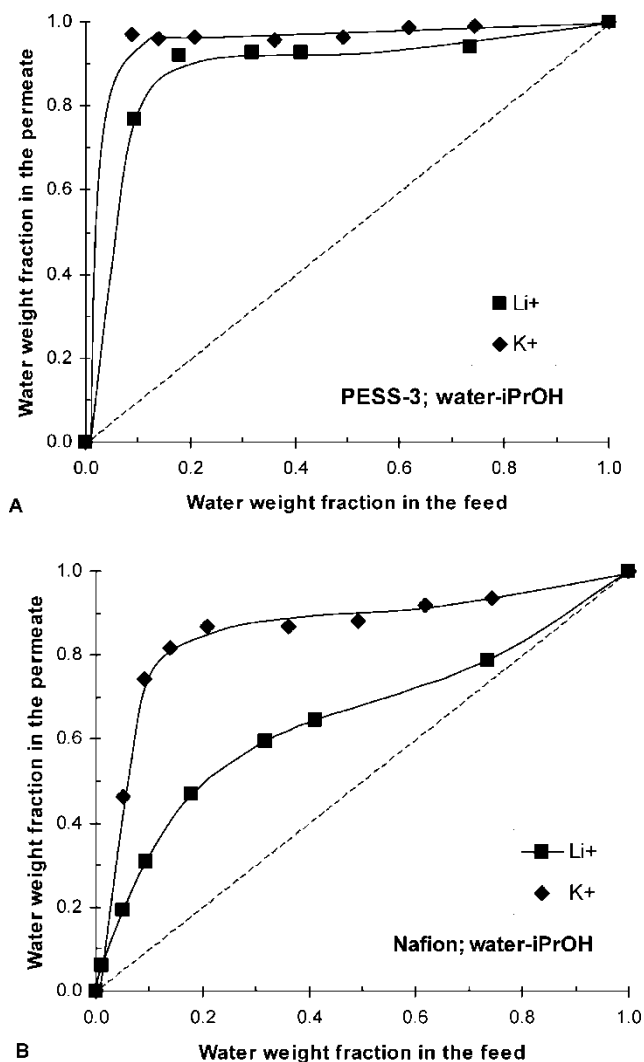 Water weight fraction in the permeate
1.0
0.8
0.6
0.4
0.2
0.0
0.0 0.2 0.4 0.6 0.8 1.0
Li+
K+
PESS-3; water-iPrOH
Water weight fraction in the feed
A
Water weight fraction in the permeate
1.0
0.8
0.6
0.4
0.2
0.0
0.0 0.2 0.4 0.6 0.8 1.0
Li+
K+
Nafion; water-iPrOH
Water weight fraction in the feed
B